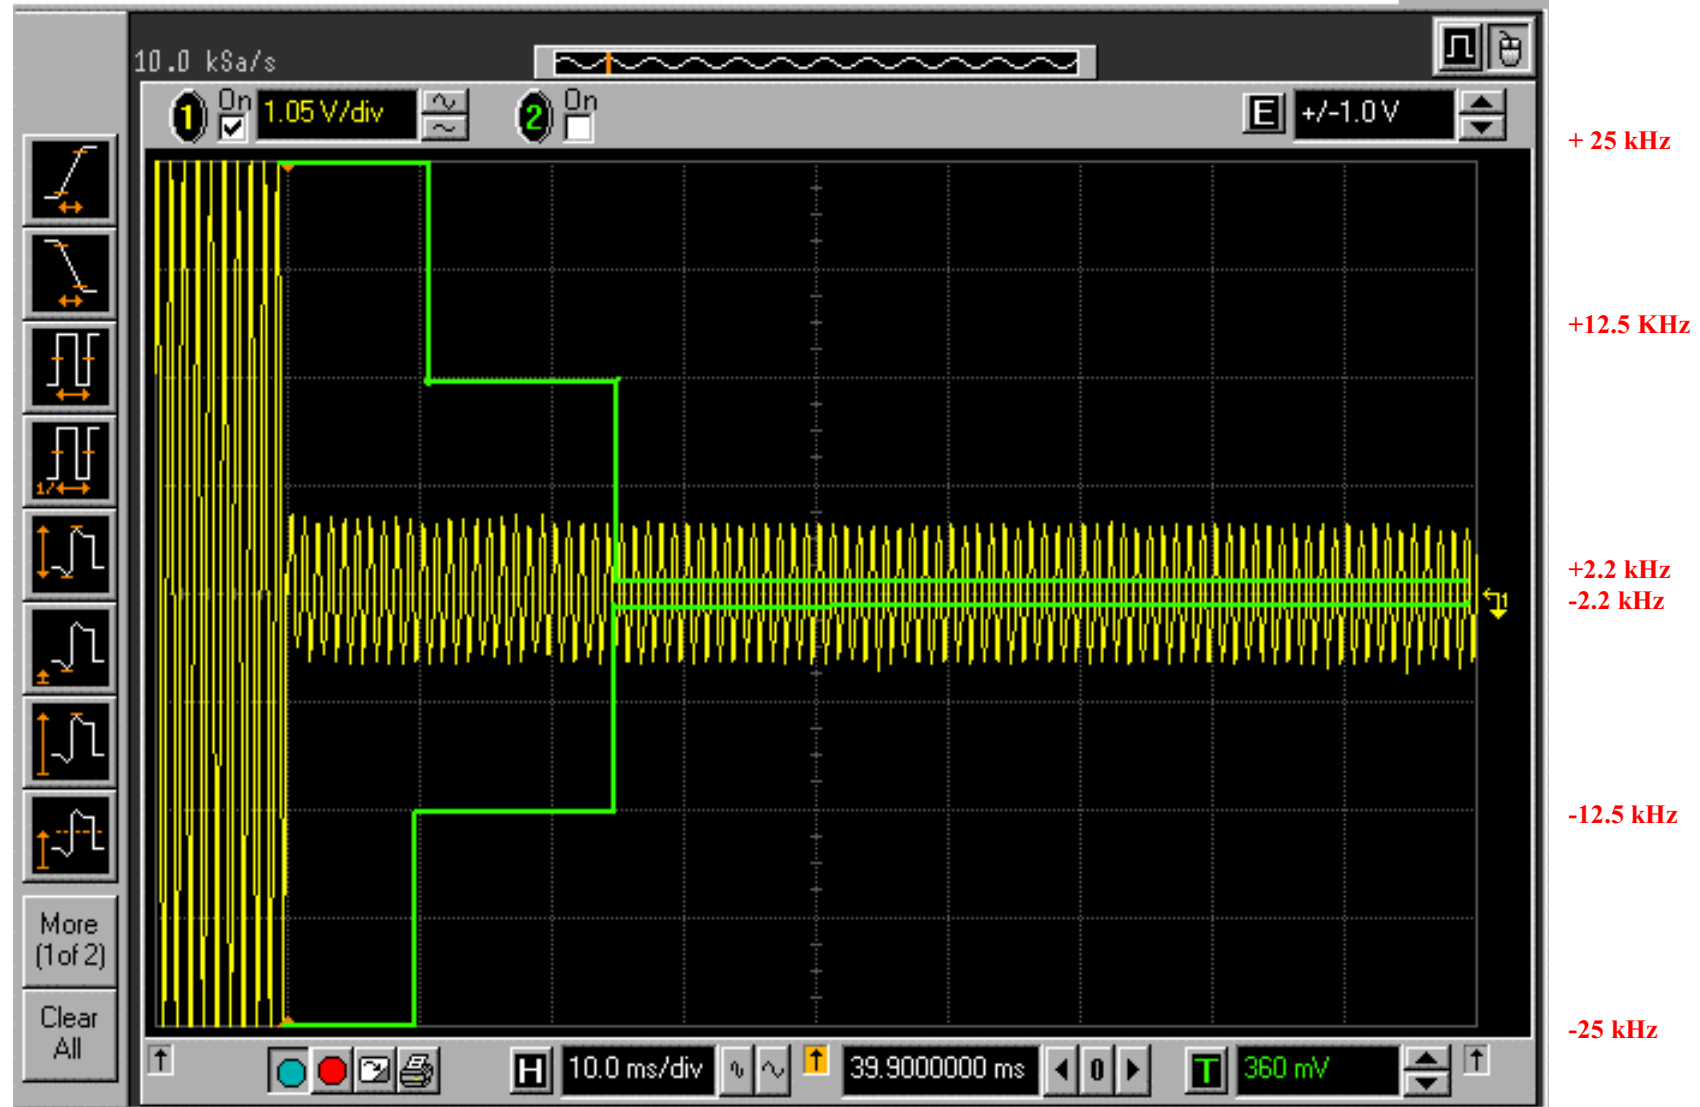 10.0 kSa/s
1 On 1.05 V/div 2 On E +/-1.0 V
+ 25 kHz
+12.5 KHz
1/
+2.2 kHz
-2.2 kHz
1
-12.5 kHz
More
(1of 2)
Clear
All
-25 kHz
H 10.0 ms/div 39.9000000 ms 0 T 360 mV